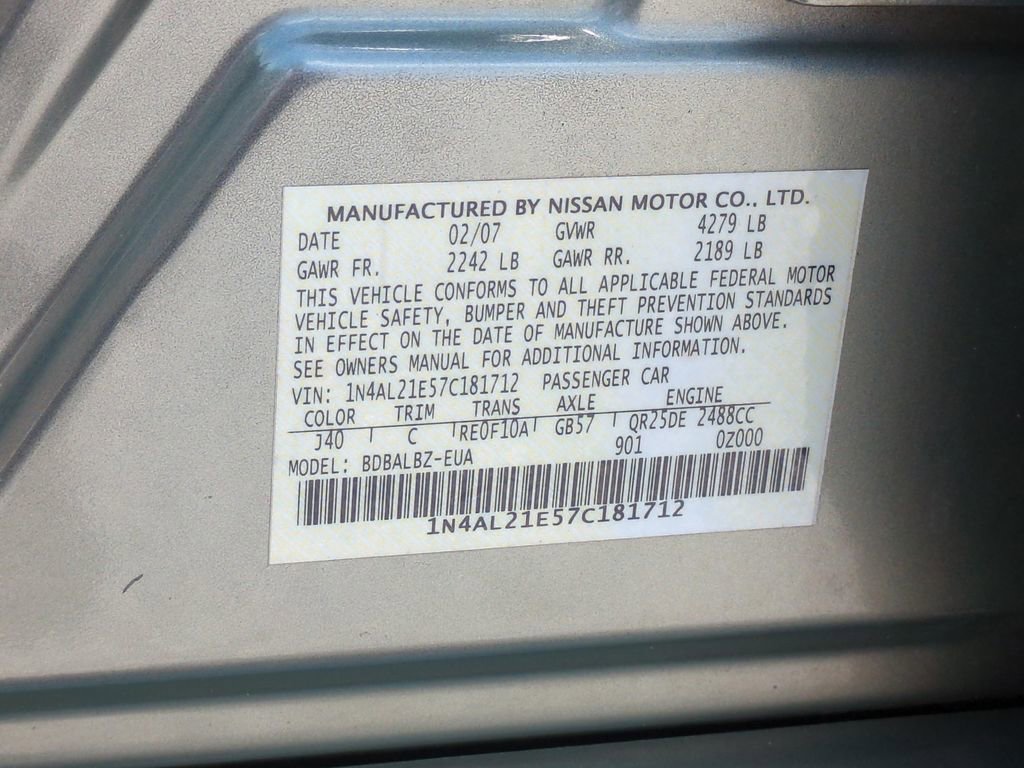 MANUFACTURED BY NISSAN MOTOR CO., LTD.
DATE 02/07 GVWR 4279 LB
GAWR FR. 2242 LB GAWR RR. 2189 LB
THIS VEHICLE CONFORMS TO ALL APPLICABLE FEDERAL MOTOR
VEHICLE SAFETY, BUMPER AND THEFT PREVENTION STANDARDS
IN EFFECT ON THE DATE OF MANUFACTURE SHOWN ABOVE.
SEE OWNERS MANUAL FOR ADDITIONAL INFORMATION.
VIN: 1N4AL21E57C181712 PASSENGER CAR
COLOR TRIM TRANS AXLE ENGINE
J40 C RE0F10A GB57 QR25DE 2488CC
901 0Z000
MODEL: BDBALBZ-EUA
1N4AL21E57C181712